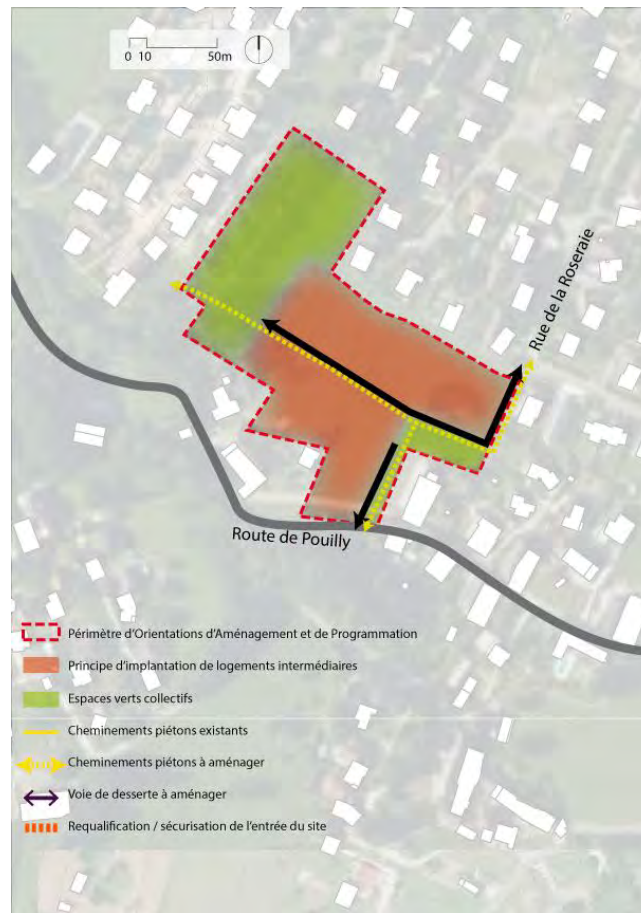 0 10 50m
Rue de la Roseraie
Route de Pouilly
Périmètre d'Orientations d'Aménagement et de Programmation
Principe d'implantation de logements intermédiaires
Espaces verts collectifs
Cheminements piétons existants
Cheminements piétons à aménager
Voie de desserte à aménager
Requalification / sécurisation de l'entrée du site